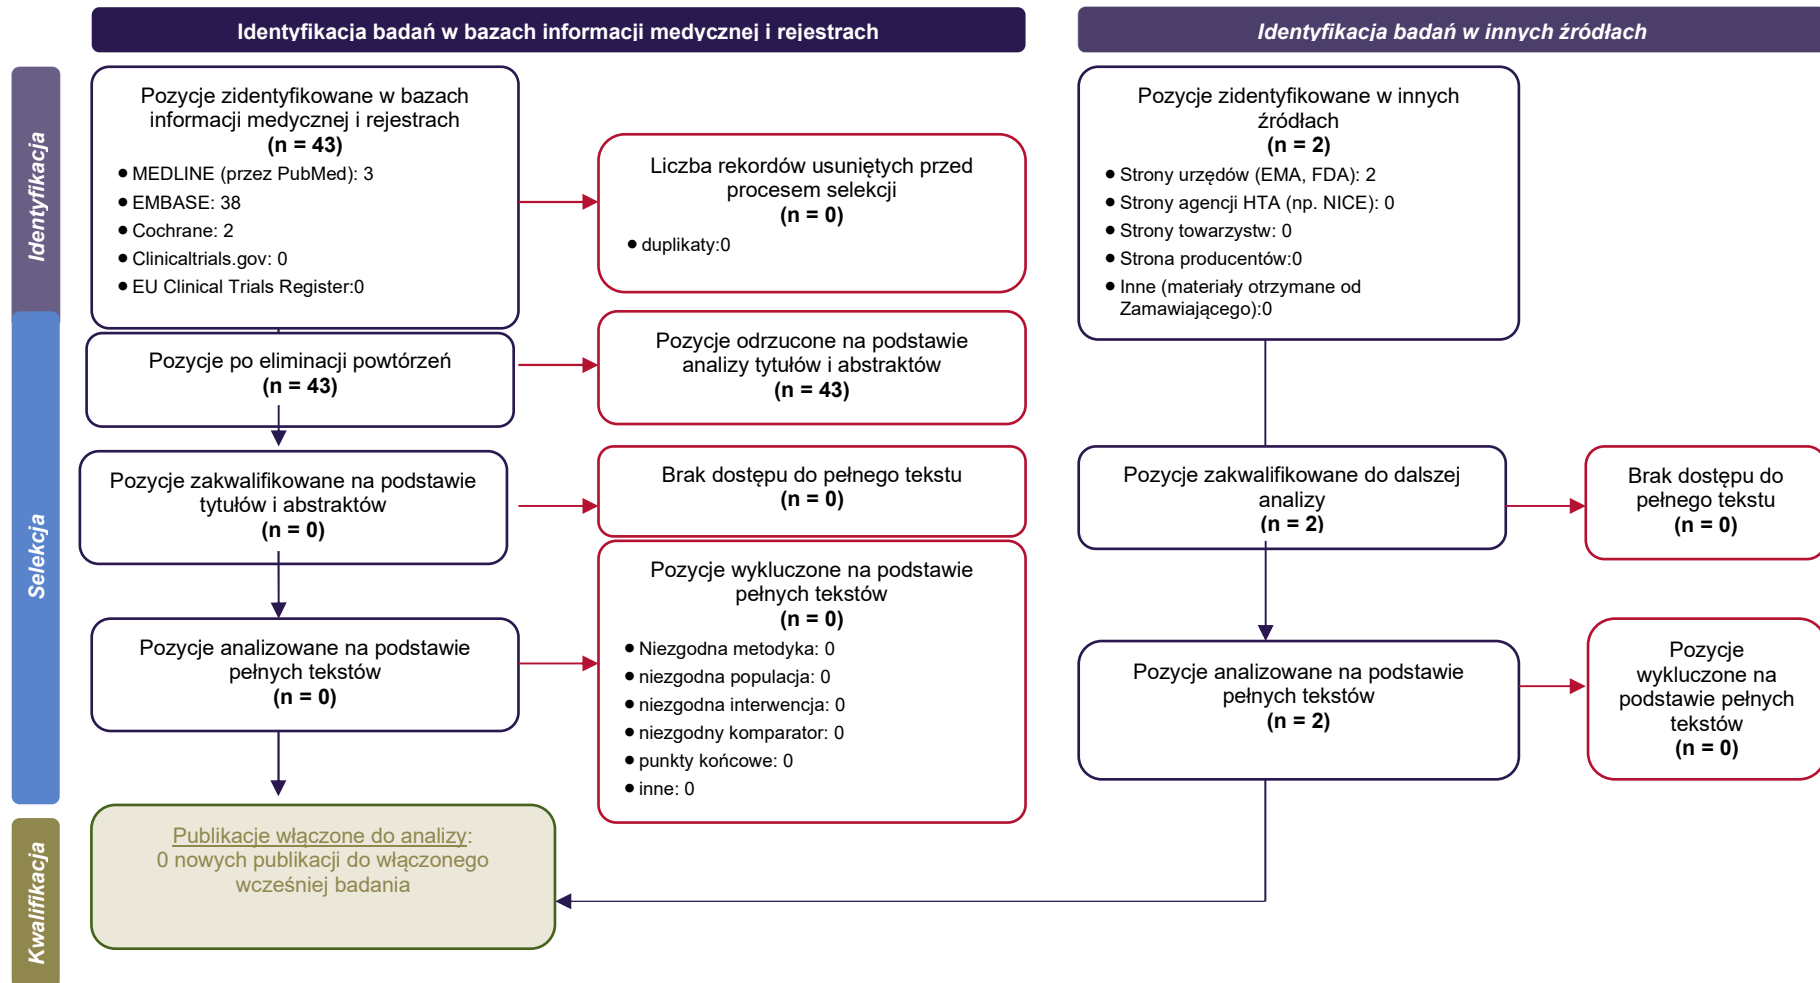 Identyfikacja badań w bazach informacji medycznej i rejestrach
Identyfikacja badań w innych źródłach
Identyfikacja
Pozycje zidentyfikowane w bazach
informacji medycznej i rejestrach
(n = 43)
● MEDLINE (przez PubMed): 3
● EMBASE: 38
● Cochrane: 2
● Clinicaltrials.gov: 0
● EU Clinical Trials Register:0
Liczba rekordów usuniętych przed
procesem selekcji
(n = 0)
● duplikaty:0
Pozycje zidentyfikowane w innych
źródłach
(n = 2)
● Strony urzędów (EMA, FDA): 2
● Strony agencji HTA (np. NICE): 0
● Strony towarzystw: 0
● Strona producentów:0
● Inne (materiały otrzymane od
Zamawiającego):0
Selekcja
Pozycje po eliminacji powtórzeń
(n = 43)
Pozycje odrzucone na podstawie
analizy tytułów i abstraktów
(n = 43)
Pozycje zakwalifikowane na podstawie
tytułów i abstraktów
(n = 0)
Brak dostępu do pełnego tekstu
(n = 0)
Pozycje zakwalifikowane do dalszej
analizy
(n = 2)
Brak dostępu do
pełnego tekstu
(n = 0)
Pozycje analizowane na podstawie
pełnych tekstów
(n = 0)
Pozycje wykluczone na podstawie
pełnych tekstów
(n = 0)
● Niezgodna metodyka: 0
● niezgodna populacja: 0
● niezgodna interwencja: 0
● niezgodny komparator: 0
● punkty końcowe: 0
● inne: 0
Pozycje analizowane na podstawie
pełnych tekstów
(n = 2)
Pozycje
wykluczone na
podstawie pełnych
tekstów
(n = 0)
Kwalifikacja
Publikacje włączone do analizy:
0 nowych publikacji do włączonego
wcześniej badania